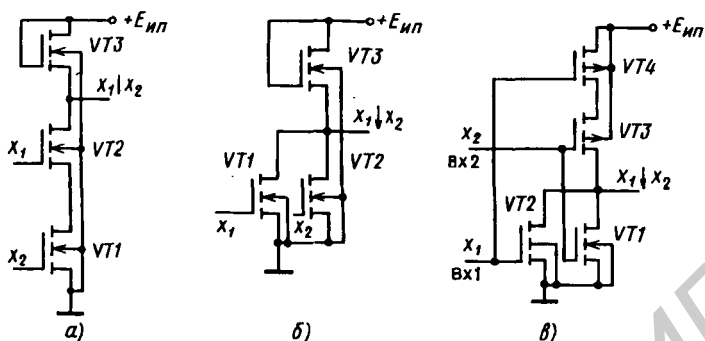 +Eип
VT3
X₁|X₂
X₁
VT2
X₂
VT1
а)
+Eип
VT3
X₁↓X₂
VT1
VT2
X₁
X₂
б)
+Eип
VT4
X₂
вх2
VT3
X₁↓X₂
VT2
X₁
вх1
VT1
в)